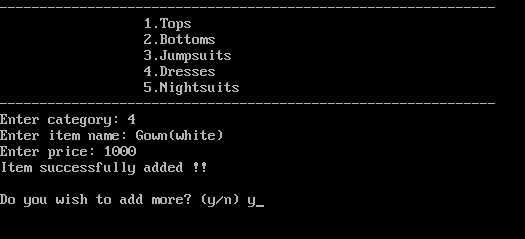 1.Tops
2.Bottoms
3.Jumpsuits
4.Dresses
5.Nightsuits
Enter category: 4
Enter item name: Gown(white)
Enter price: 1000
Item successfully added !!
Do you wish to add more? (y/n) y_